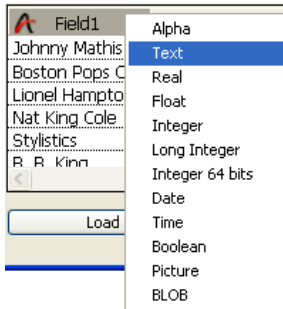 Field1
Johnny Mathis
Boston Pops
Lionel Hampto
Nat King Cole
Stylistics
B. B. King
Load
Alpha
Text
Real
Float
Integer
Long Integer
Integer 64 bits
Date
Time
Boolean
Picture
BLOB